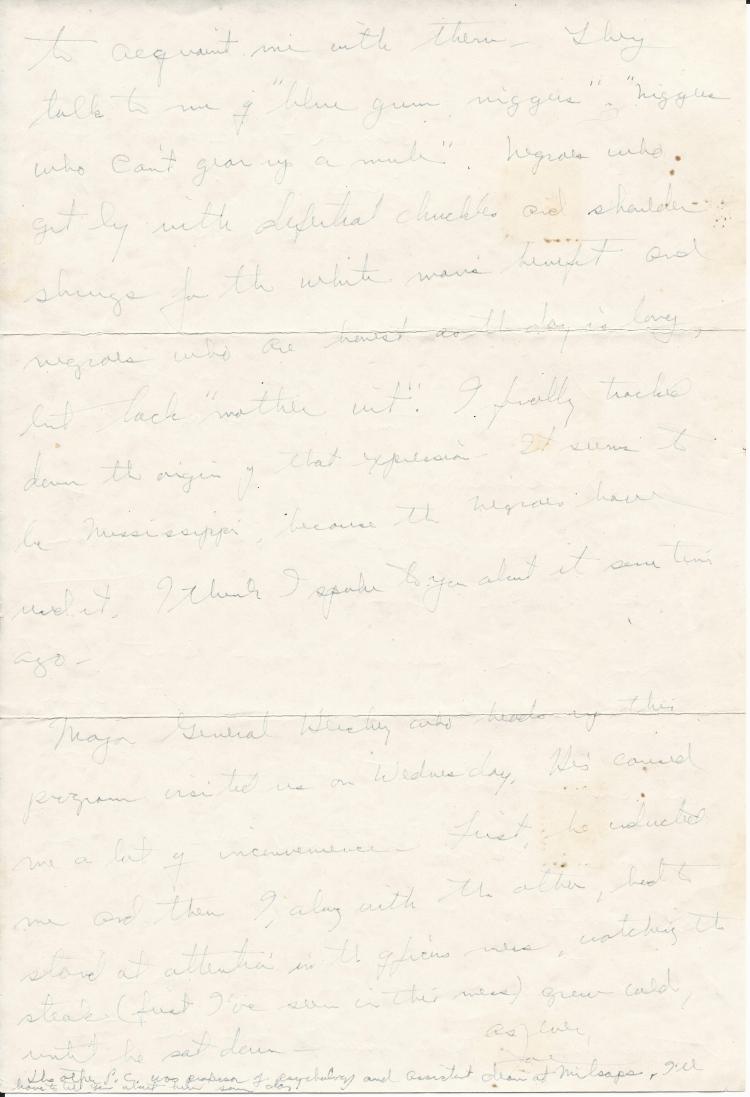 to acquaint me with them - They
talk to me of "blue gum niggers". "Niggers
who can't gear up a mule". Negroes who
get by with deferential chuckles and shoulder
shrugs for the white man's benefit and
negroes who are honest as the day is long,
but lack "mother wit". I finally tracked
down the origin of that expression - It seems to
be Mississippi, because the negroes have
used it. I think I spoke to you about it some time
ago -
Major General Hershey who heads up this
program visited us on Wednesday. His caused
me a lot of inconvenience - First, he inducted
me and then I, along with the other, had to
stand at attention in the officers mess, watching the
steak (first I've seen in this mess) grow cold,
until he sat down -
As ever,
The other P.C. was professor of psychology and assistant dean at Milsaps, I'll
have to tell you about him some day